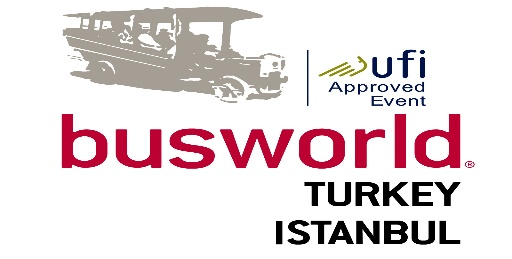 ufi
Approved
Event
busworld®
TURKEY
ISTANBUL